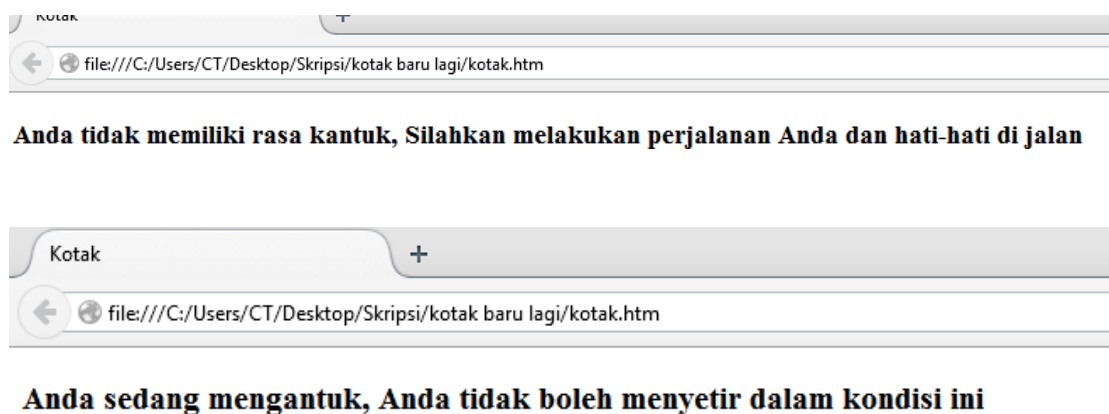 Kotak
+
file:///C:/Users/CT/Desktop/Skripsi/kotak baru lagi/kotak.htm
Anda tidak memiliki rasa kantuk, Silahkan melakukan perjalanan Anda dan hati-hati di jalan
Kotak
+
file:///C:/Users/CT/Desktop/Skripsi/kotak baru lagi/kotak.htm
Anda sedang mengantuk, Anda tidak boleh menyetir dalam kondisi ini